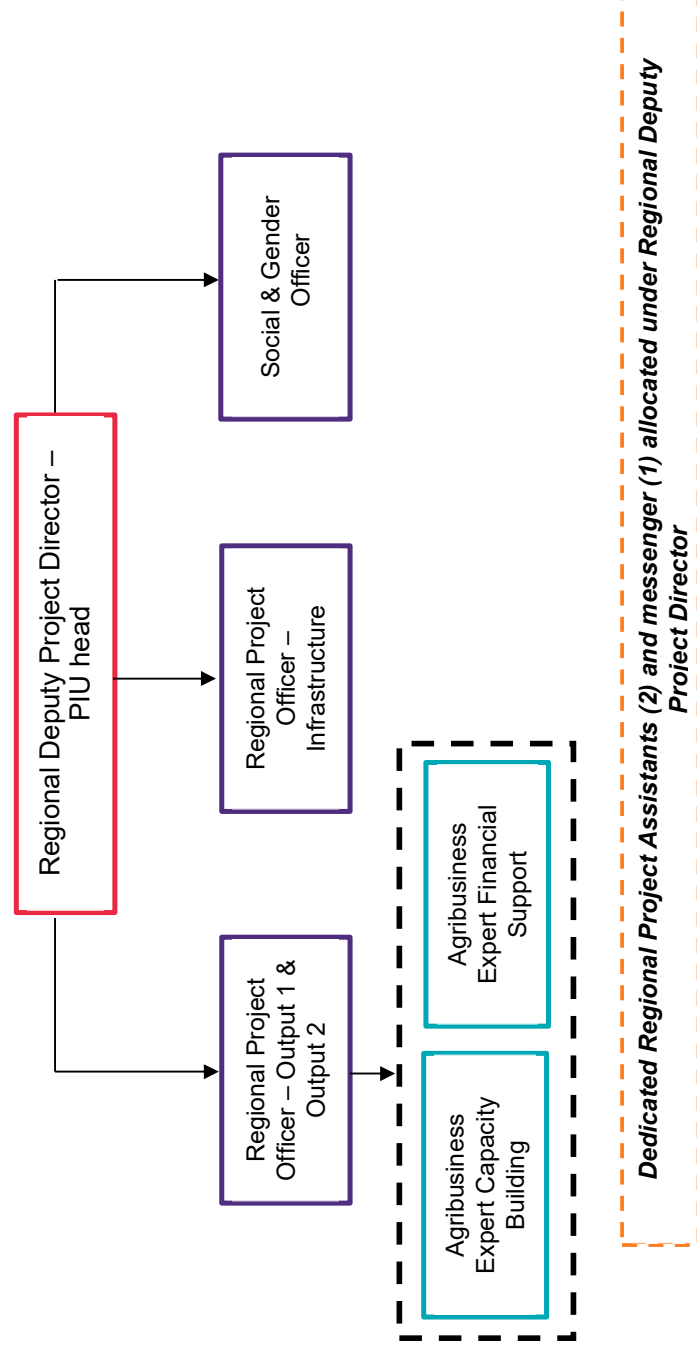 Regional Deputy Project Director –
PIU head
Regional Project
Officer – Output 1 &
Output 2
Regional Project
Officer –
Infrastructure
Social & Gender
Officer
Agribusiness
Expert Capacity
Building
Agribusiness
Expert Financial
Support
Dedicated Regional Project Assistants (2) and messenger (1) allocated under Regional Deputy
Project Director